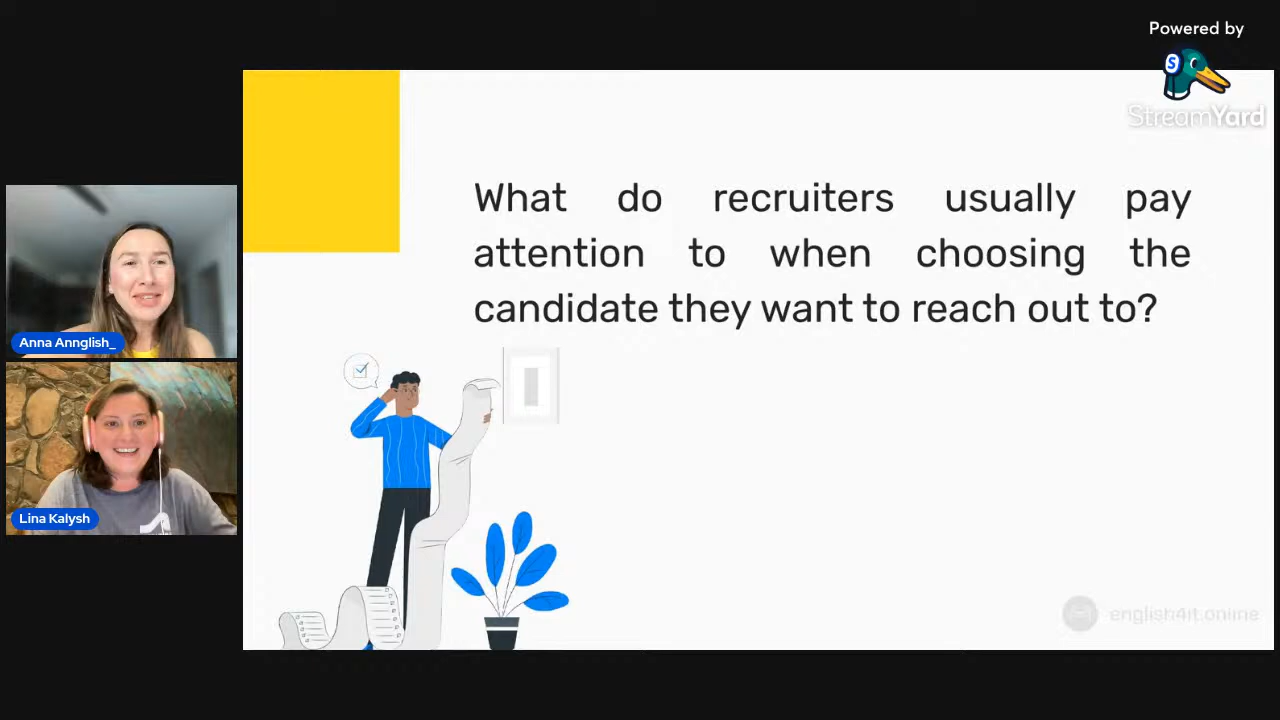 Powered by
StreamYard
What do recruiters usually pay
attention to when choosing the
candidate they want to reach out to?
Anna Annglish_
Lina Kalysh
english4it.online